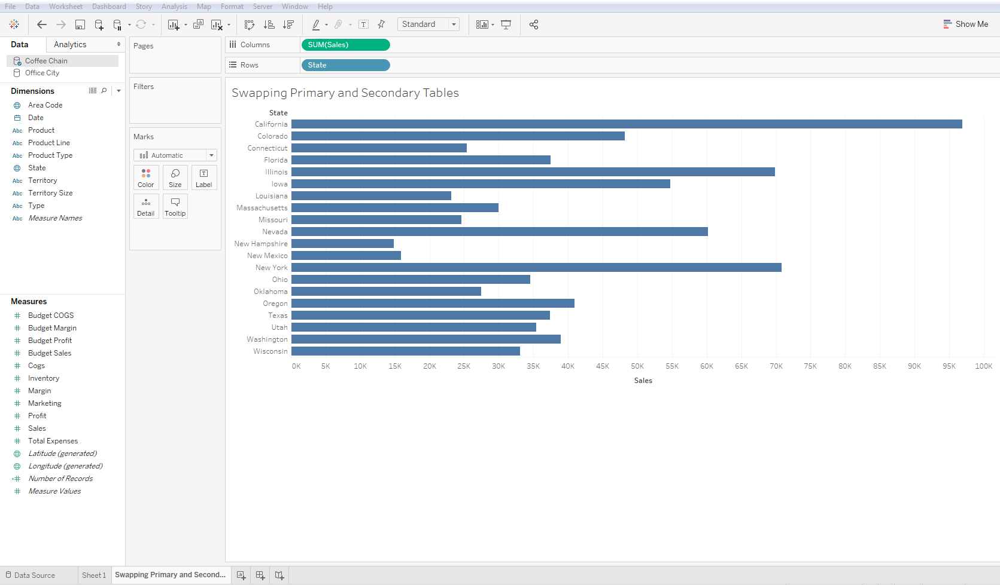 File Data Worksheet Dashboard Story Analysis Map Format Server Window Help
Standard
Show Me
Data Analytics
Coffee Chain
Office City
Dimensions
Area Code
Date
Abc Product
Abc Product Line
Abc Product Type
State
Abc Territory
Abc Territory Size
Abc Type
Abc Measure Names
Measures
# Budget COGS
# Budget Margin
# Budget Profit
# Budget Sales
# Cogs
# Inventory
# Margin
# Marketing
# Profit
# Sales
# Total Expenses
Latitude (generated)
Longitude (generated)
=# Number of Records
# Measure Values
Pages
Filters
Marks
Automatic
Color Size Label
Detail Tooltip
Columns SUM(Sales)
Rows State
Swapping Primary and Secondary Tables
State
California
Colorado
Connecticut
Florida
Illinois
Iowa
Louisiana
Massachusetts
Missouri
Nevada
New Hampshire
New Mexico
New York
Ohio
Oklahoma
Oregon
Texas
Utah
Washington
Wisconsin
0K 5K 10K 15K 20K 25K 30K 35K 40K 45K 50K 55K 60K 65K 70K 75K 80K 85K 90K 95K 100K
Sales
Data Source Sheet 1 Swapping Primary and Second...